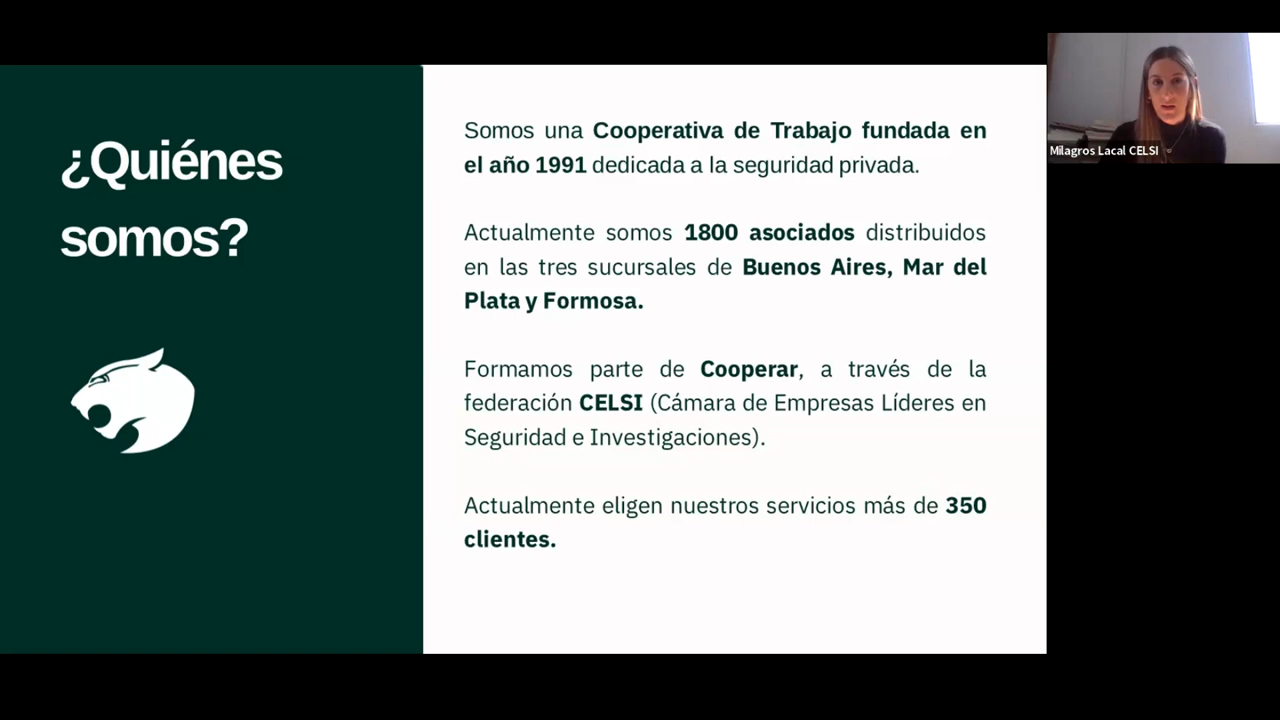 ¿Quiénes
somos?
Somos una Cooperativa de Trabajo fundada en
el año 1991 dedicada a la seguridad privada.
Actualmente somos 1800 asociados distribuidos
en las tres sucursales de Buenos Aires, Mar del
Plata y Formosa.
Formamos parte de Cooperar, a través de la
federación CELSI (Cámara de Empresas Líderes en
Seguridad e Investigaciones).
Actualmente eligen nuestros servicios más de 350
clientes.
Milagros Lacal CELSI